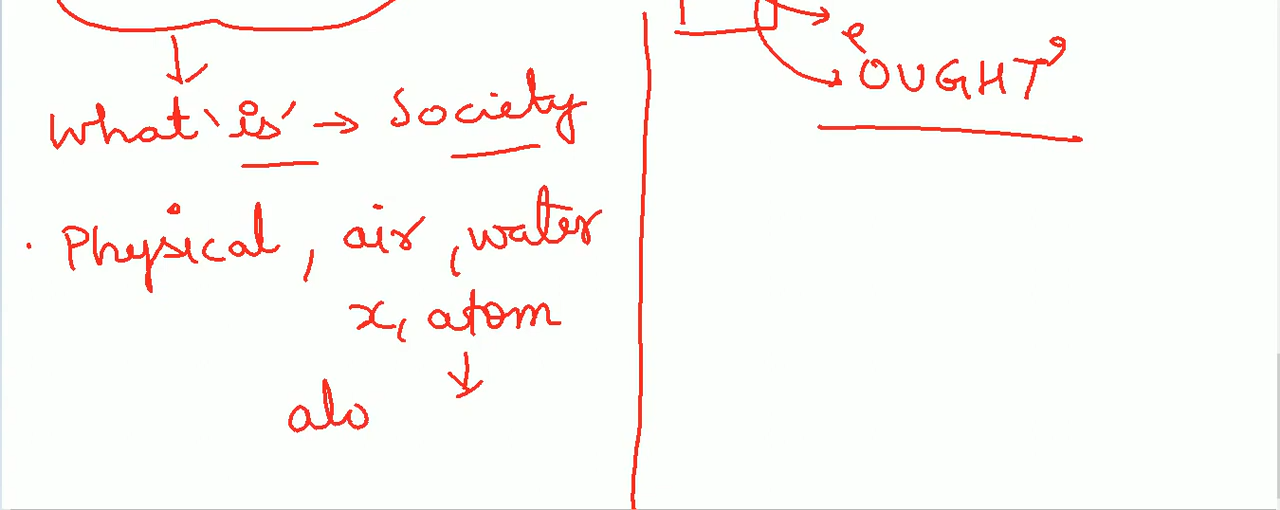 What 'is' → Society
. Physical, air, water
x, atom
alo
'OUGHT'